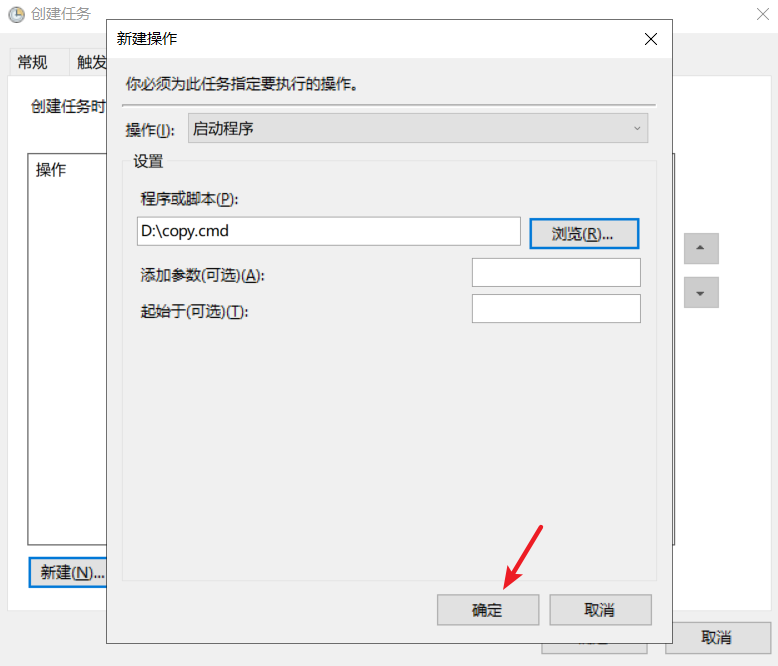 创建任务
新建操作
常规
触发
你必须为此任务指定要执行的操作。
创建任务时
操作(I):
启动程序
设置
操作
程序或脚本(P):
D:\copy.cmd
浏览(R)...
添加参数(可选)(A):
起始于(可选)(T):
新建(N)...
确定
取消
取消